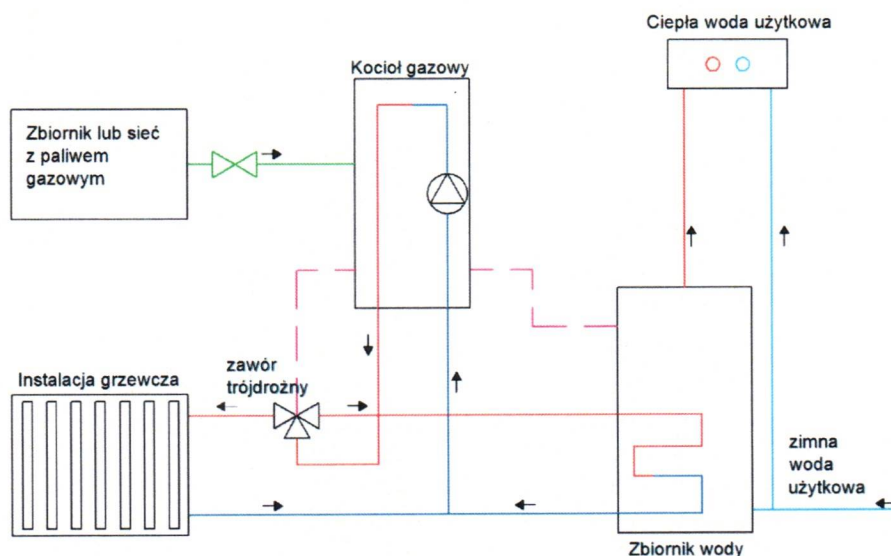 Ciepła woda użytkowa
Kocioł gazowy
Zbiornik lub sieć
z paliwem
gazowym
zawór
trójdrożny
Instalacja grzewcza
zimna
woda
użytkowa
Zbiornik wody